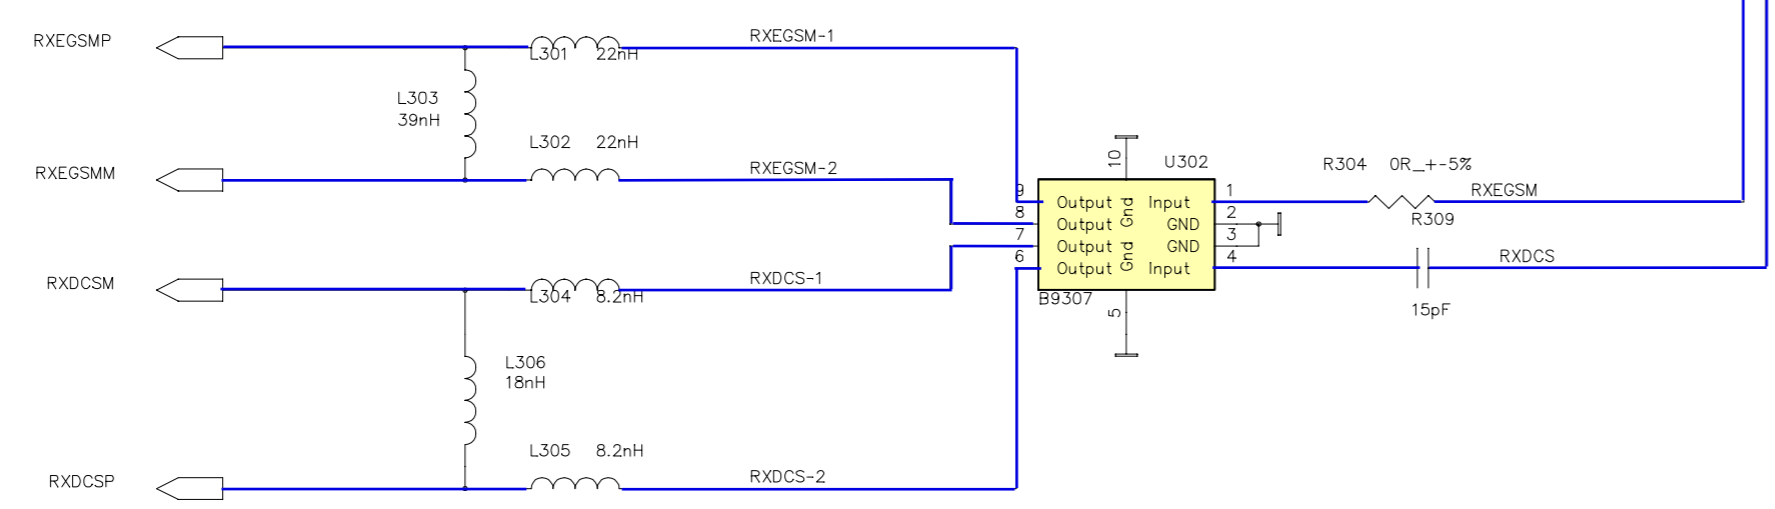 RXEGSMP
L301 22nH
RXEGSM-1
L303
39nH
L302 22nH
RXEGSMM
RXEGSM-2
10
U302
R304 0R_+-5%
RXEGSM
R309
9 Output Gnd Input 1
8 Output GND 2
7 Output Gnd GND 3
6 Output Input 4
B9307
5
RXDCS
15pF
RXDCSM
L304 8.2nH
RXDCS-1
L306
18nH
L305 8.2nH
RXDCSP
RXDCS-2